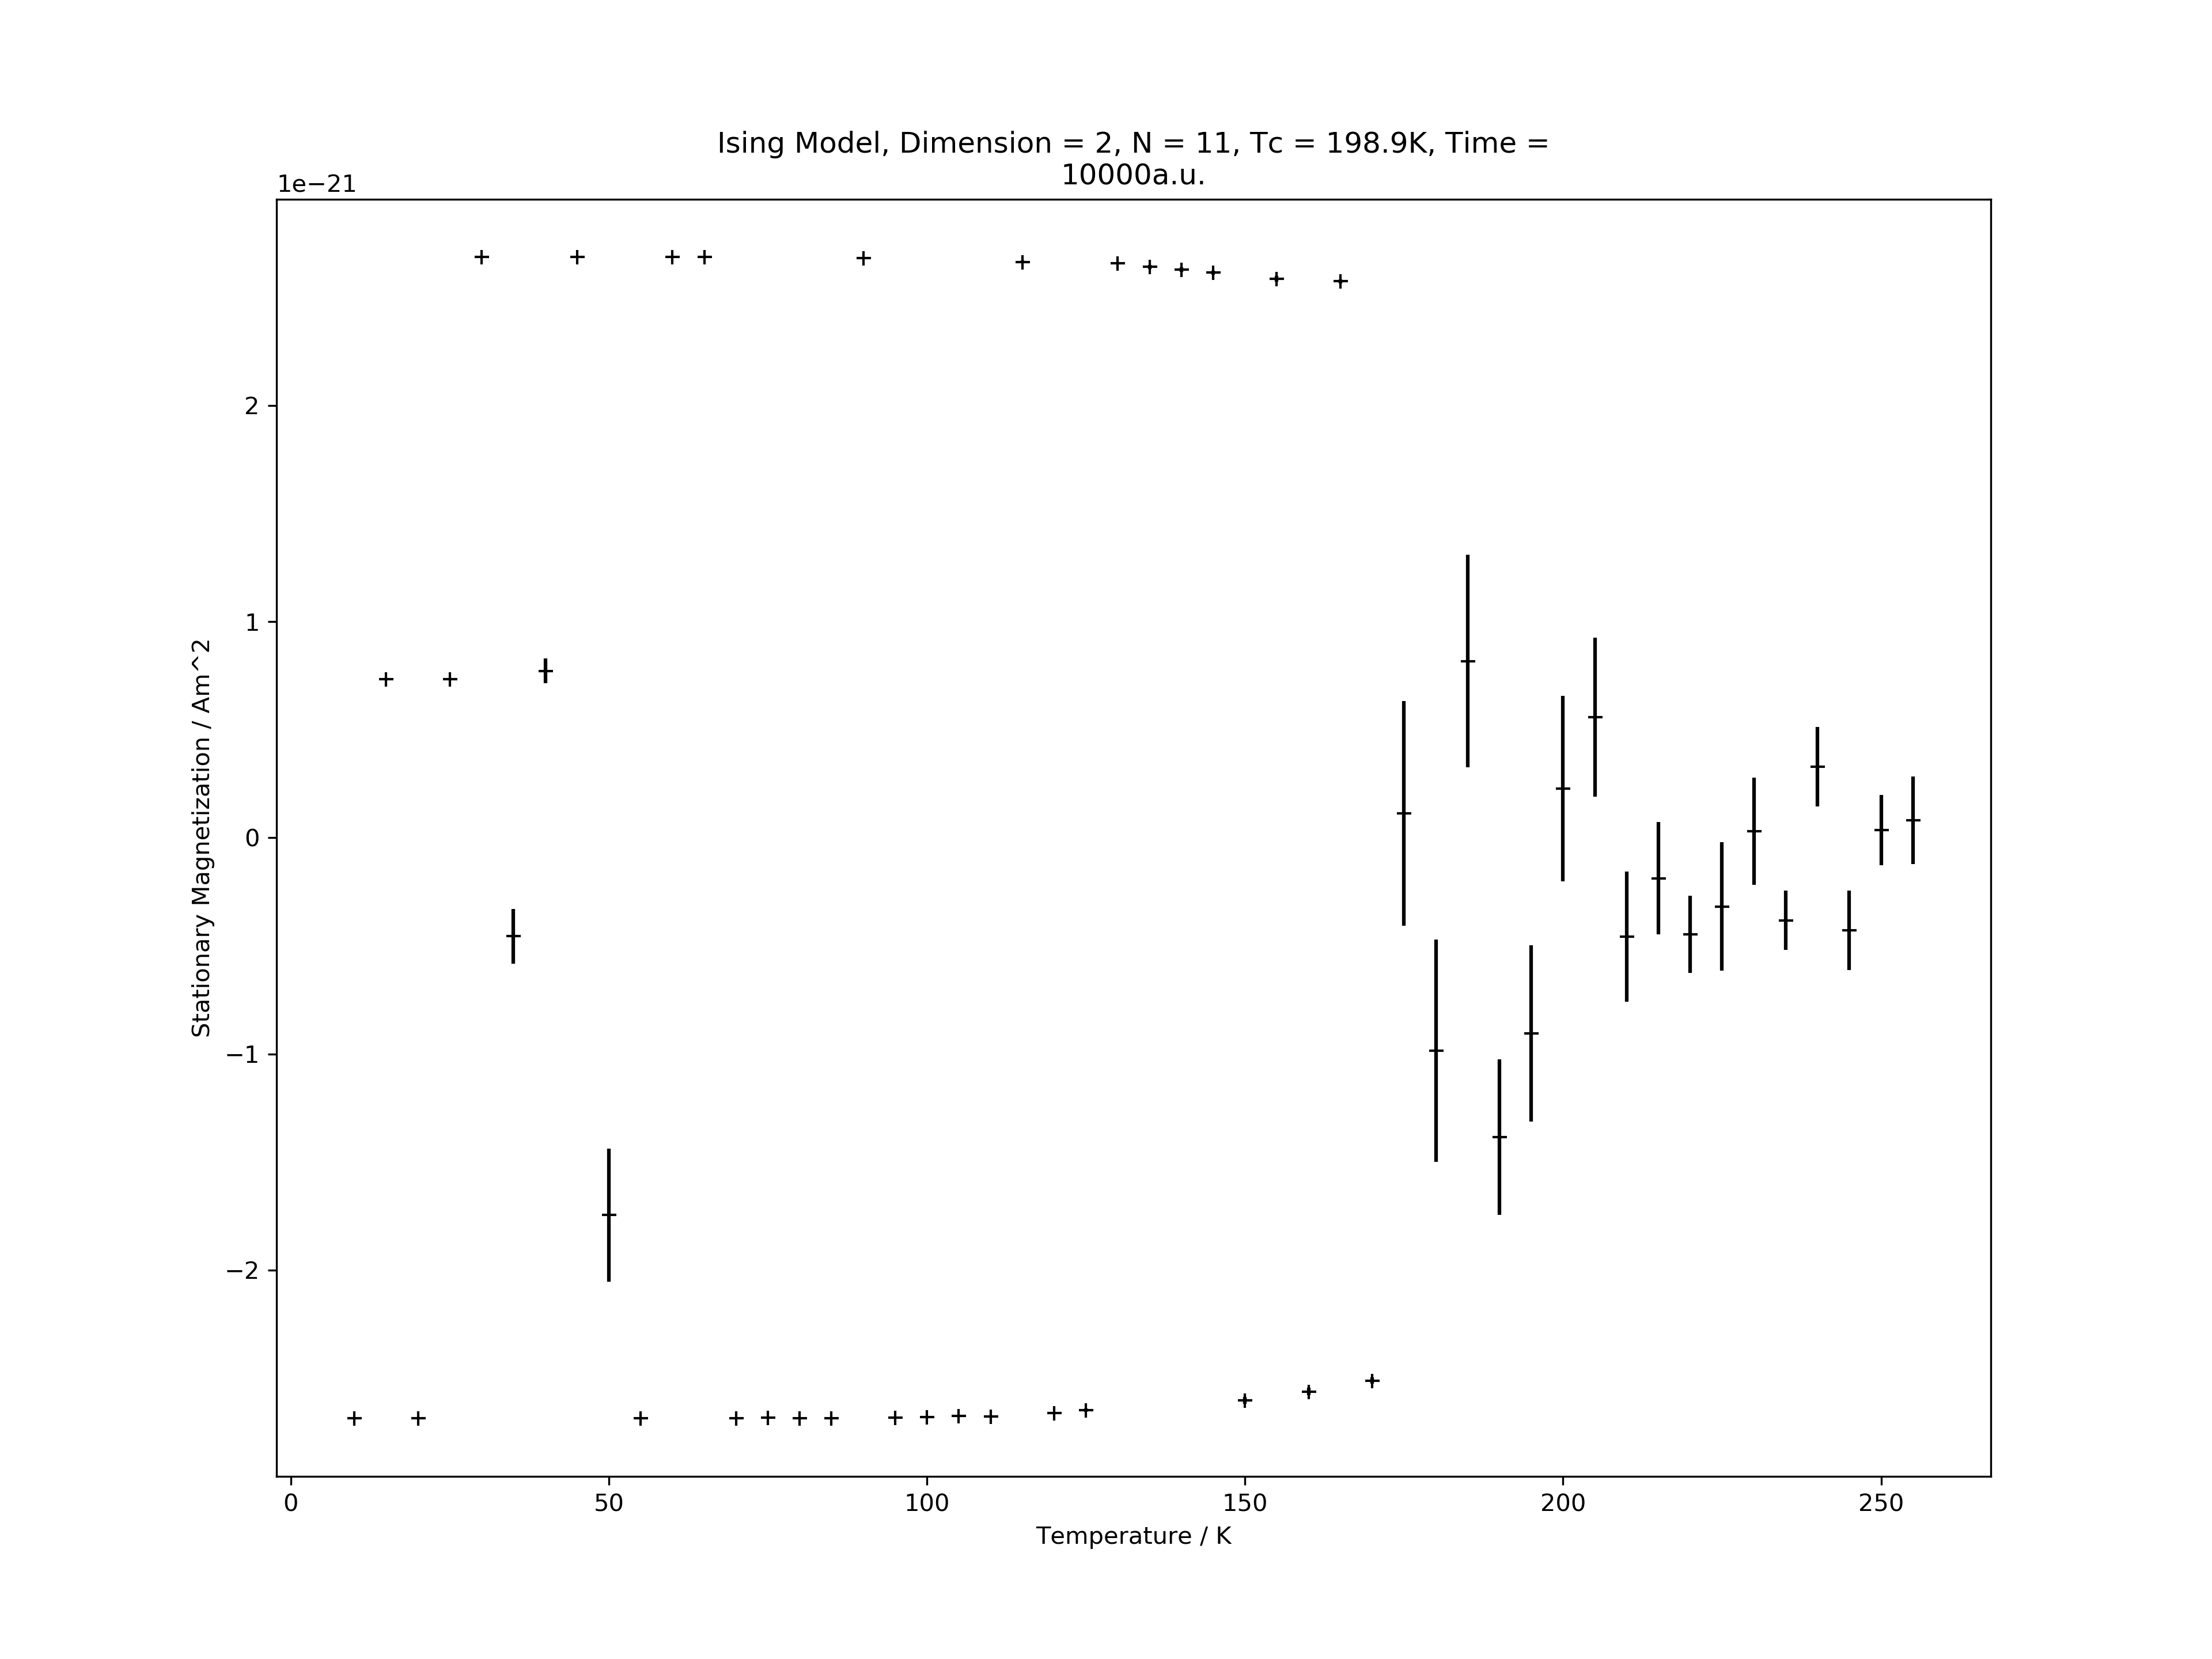 Ising Model, Dimension = 2, N = 11, Tc = 198.9K, Time =
10000a.u.
1e−21
2
1
0
−1
−2
Stationary Magnetization / Am^2
0 50 100 150 200 250
Temperature / K